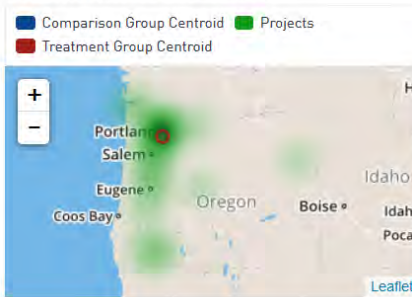 Comparison Group Centroid Projects
Treatment Group Centroid
+
−
H
Portland
Salem
Idaho
Eugene
Oregon
Boise
Idah
Coos Bay
Poca
Leaflet